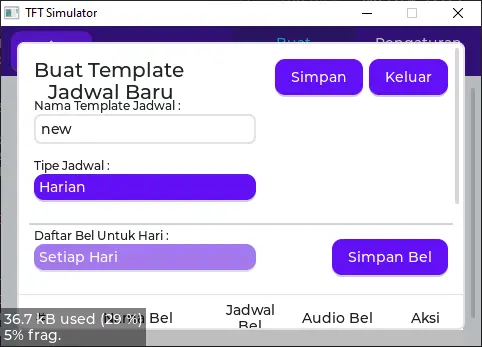 TFT Simulator
Buat
Pengaturan
Buat Template
Jadwal Baru
Simpan
Keluar
Nama Template Jadwal :
new
Tipe Jadwal :
Harian
Daftar Bel Untuk Hari :
Setiap Hari
Simpan Bel
Bel
Jadwal
Bel
Audio Bel
Aksi
36.7 kB used (29 %)
5% frag.